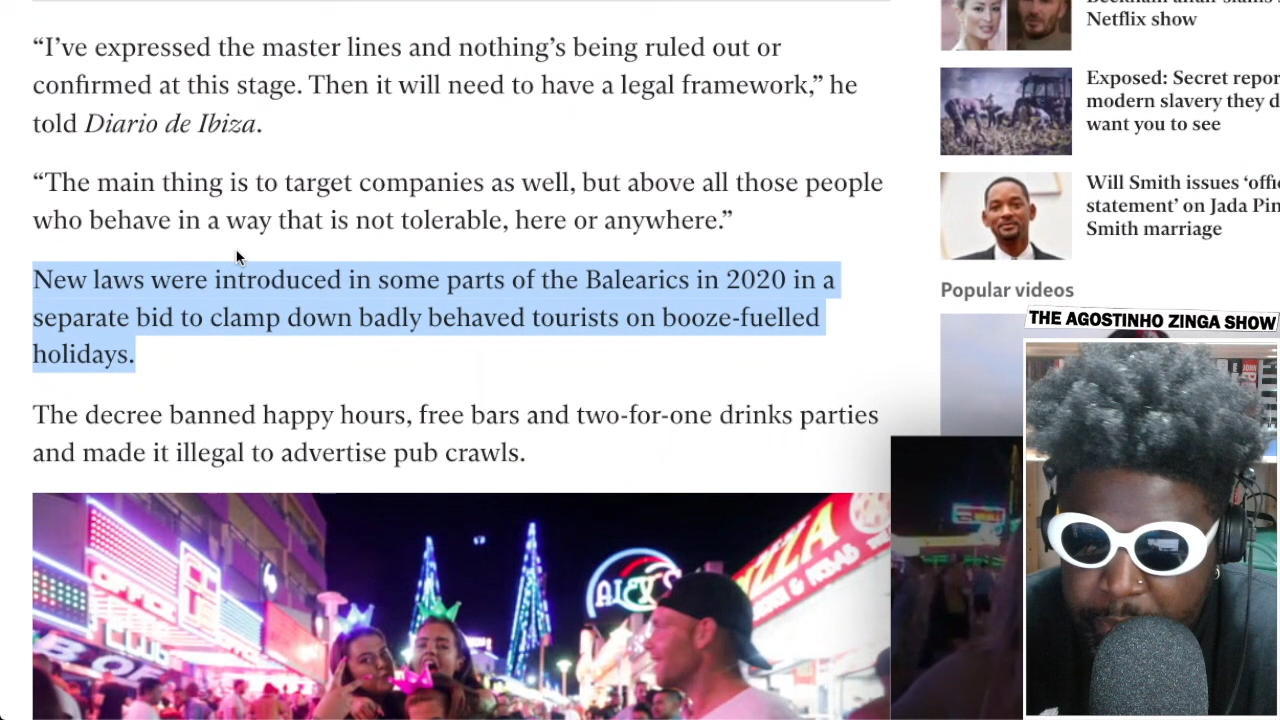 “I’ve expressed the master lines and nothing’s being ruled out or
confirmed at this stage. Then it will need to have a legal framework,” he
told Diario de Ibiza.
“The main thing is to target companies as well, but above all those people
who behave in a way that is not tolerable, here or anywhere.”
New laws were introduced in some parts of the Balearics in 2020 in a
separate bid to clamp down badly behaved tourists on booze-fuelled
holidays.
The decree banned happy hours, free bars and two-for-one drinks parties
and made it illegal to advertise pub crawls.
OFFICE
CLUB
ALEX'S
PIZZA
Netflix show
Exposed: Secret repor
modern slavery they d
want you to see
Will Smith issues ‘offic
statement’ on Jada Pin
Smith marriage
Popular videos
THE AGOSTINHO ZINGA SHOW